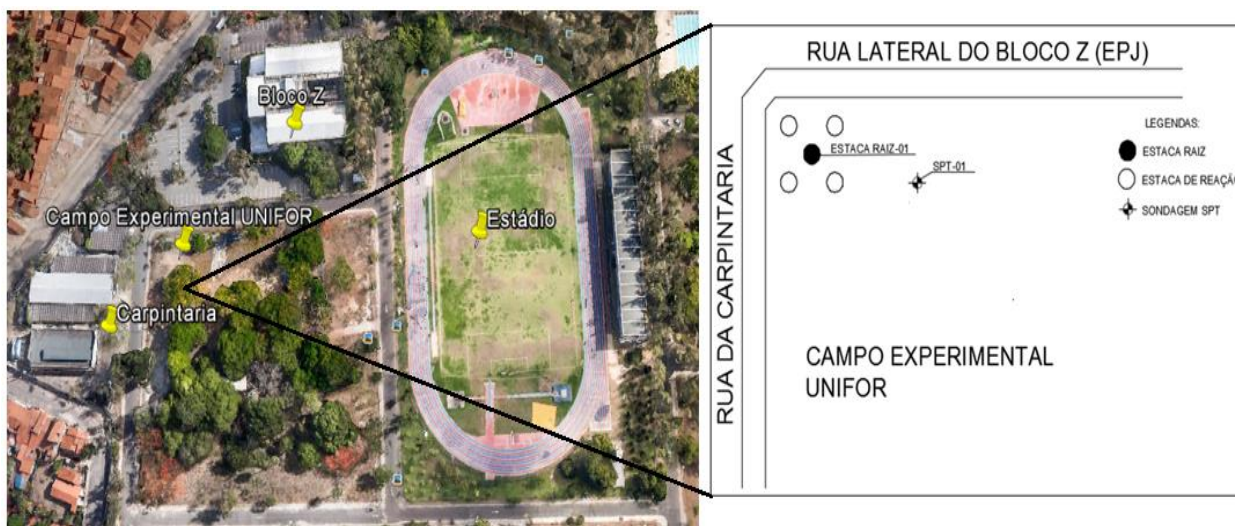 Bloco Z
Campo Experimental UNIFOR
Estádio
Carpintaria
RUA LATERAL DO BLOCO Z (EPJ)
LEGENDAS:
ESTACA RAIZ-01
ESTACA RAIZ
SPT-01
ESTACA DE REAÇÃO
SONDAGEM SPT
RUA DA CARPINTARIA
CAMPO EXPERIMENTAL
UNIFOR